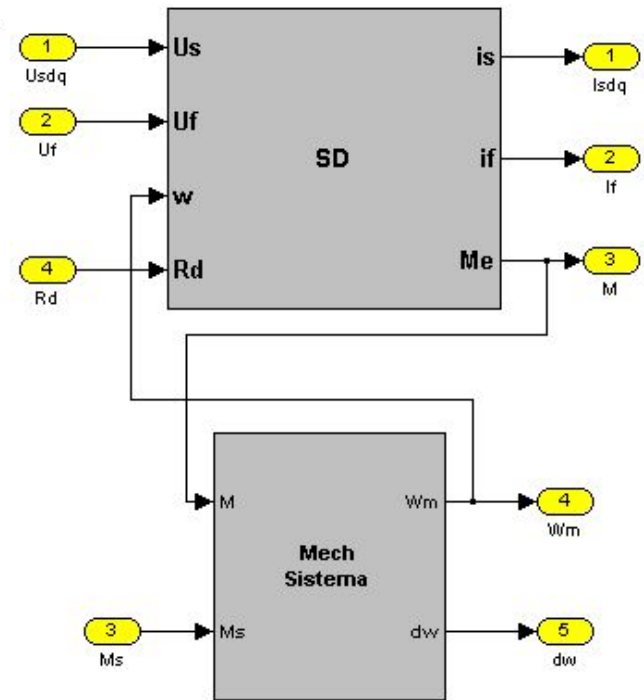 1
Usdq
2
Uf
4
Rd
Us
Uf
w
Rd
SD
is
if
Me
1
Isdq
2
If
3
M
3
Ms
M
Ms
Mech
Sistema
Wm
dw
4
Wm
5
dw